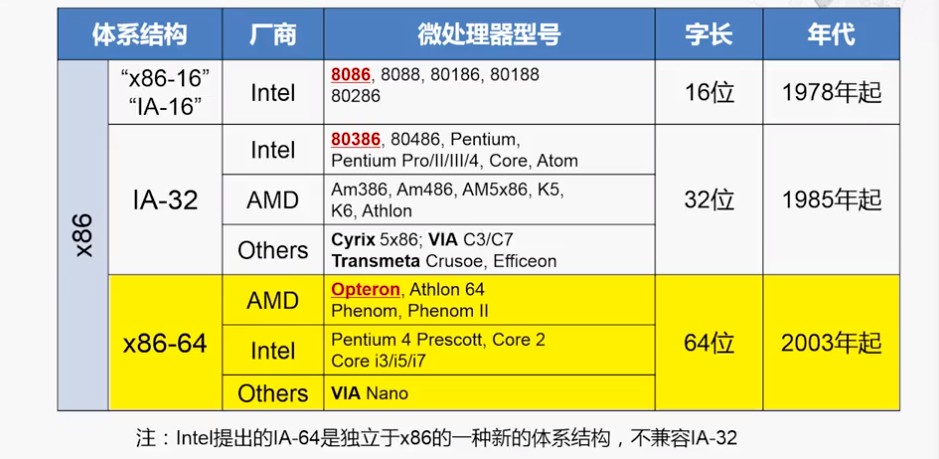 体系结构 厂商 微处理器型号 字长 年代
x86
“x86-16”
“IA-16”
Intel
8086, 8088, 80186, 80188
80286
16位
1978年起
IA-32
Intel
80386, 80486, Pentium,
Pentium Pro/II/III/4, Core, Atom
AMD
Am386, Am486, AM5x86, K5,
K6, Athlon
Others
Cyrix 5x86; VIA C3/C7
Transmeta Crusoe, Efficeon
32位
1985年起
x86-64
AMD
Opteron, Athlon 64
Phenom, Phenom II
Intel
Pentium 4 Prescott, Core 2
Core i3/i5/i7
Others
VIA Nano
64位
2003年起
注：Intel提出的IA-64是独立于x86的一种新的体系结构，不兼容IA-32